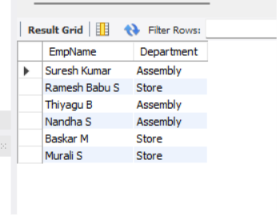 Result Grid Filter Rows:
EmpName Department
Suresh Kumar Assembly
Ramesh Babu S Store
Thiyagu B Assembly
Nandha S Assembly
Baskar M Store
Murali S Store